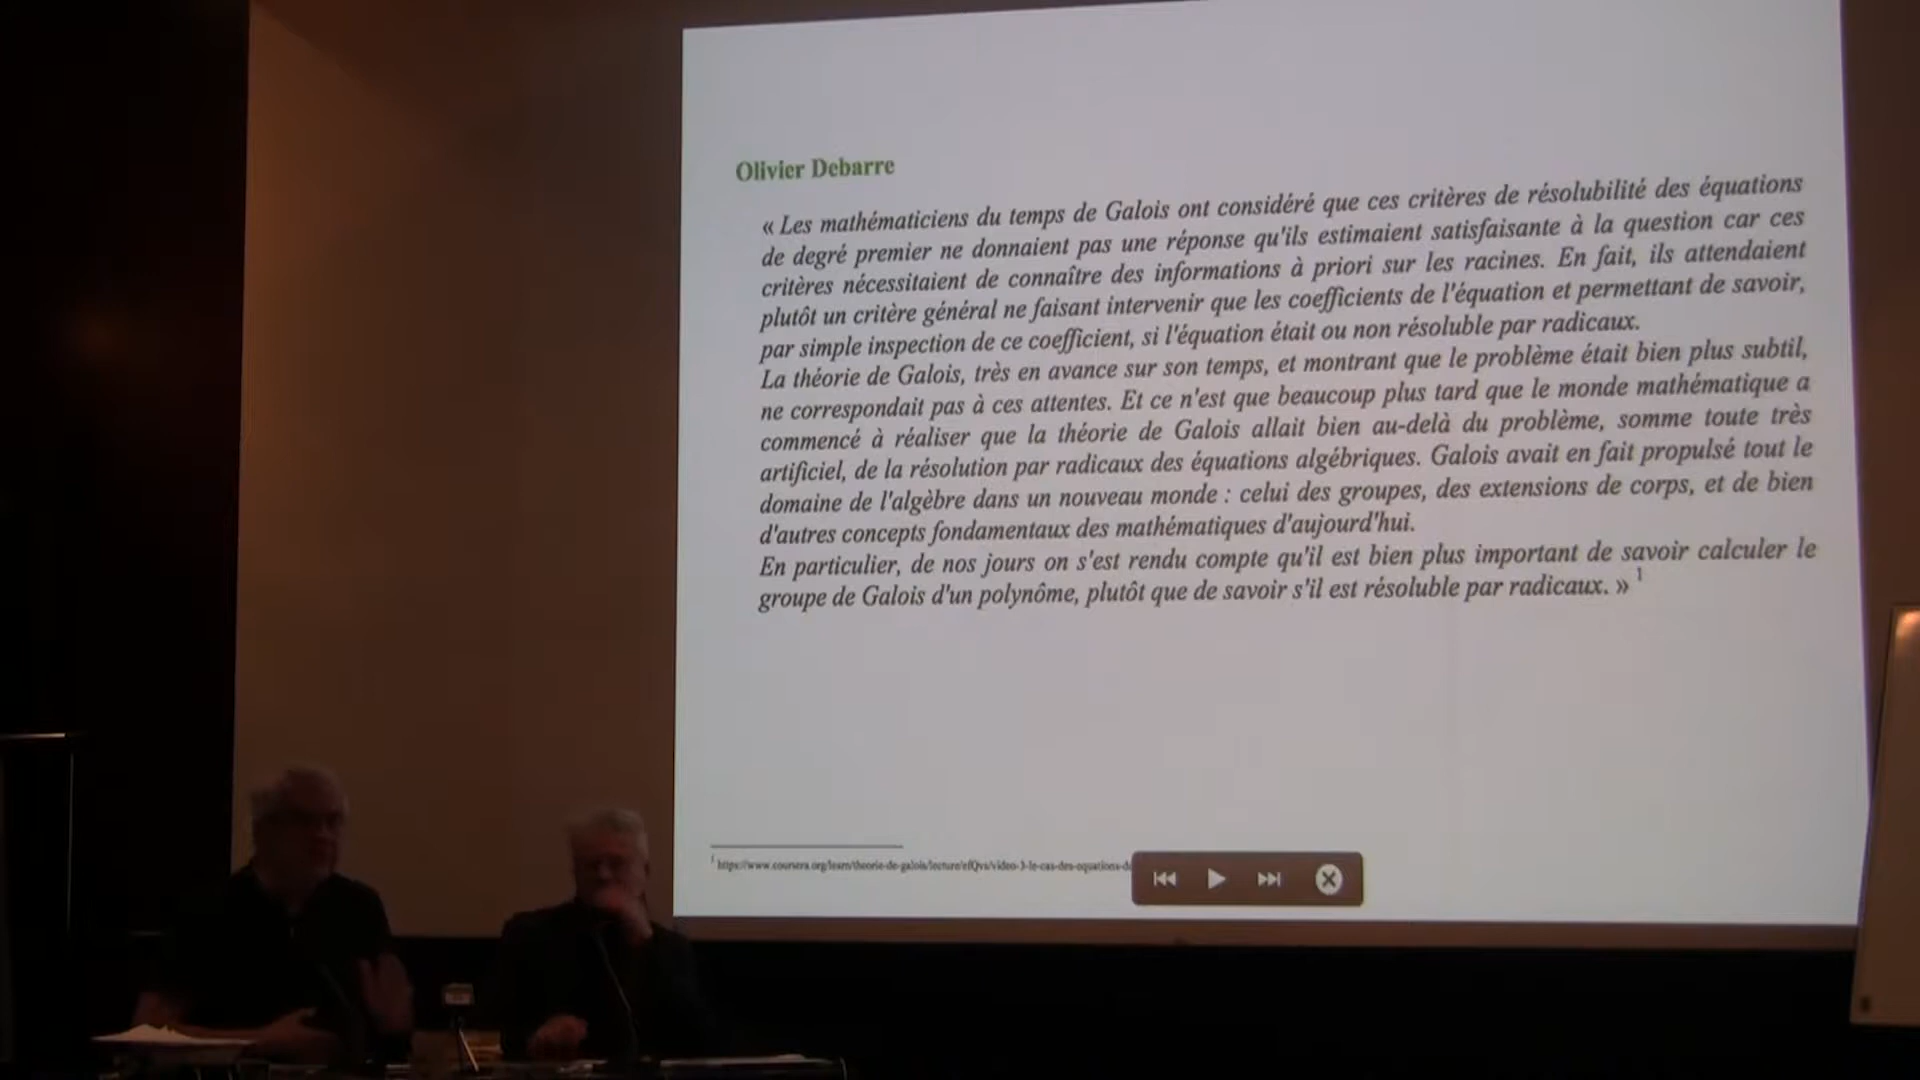 Olivier Debarre
« Les mathématiciens du temps de Galois ont considéré que ces critères de résolubilité des équations
de degré premier ne donnaient pas une réponse qu'ils estimaient satisfaisante à la question car ces
critères nécessitaient de connaître des informations à priori sur les racines. En fait, ils attendaient
plutôt un critère général ne faisant intervenir que les coefficients de l'équation et permettant de savoir,
par simple inspection de ce coefficient, si l'équation était ou non résoluble par radicaux.
La théorie de Galois, très en avance sur son temps, et montrant que le problème était bien plus subtil,
ne correspondait pas à ces attentes. Et ce n'est que beaucoup plus tard que le monde mathématique a
commencé à réaliser que la théorie de Galois allait bien au-delà du problème, somme toute très
artificiel, de la résolution par radicaux des équations algébriques. Galois avait en fait propulsé tout le
domaine de l'algèbre dans un nouveau monde : celui des groupes, des extensions de corps, et de bien
d'autres concepts fondamentaux des mathématiques d'aujourd'hui.
En particulier, de nos jours on s'est rendu compte qu'il est bien plus important de savoir calculer le
groupe de Galois d'un polynôme, plutôt que de savoir s'il est résoluble par radicaux. » 1
1 https://www.coursera.org/learn/theorie-de-galois/lecture/